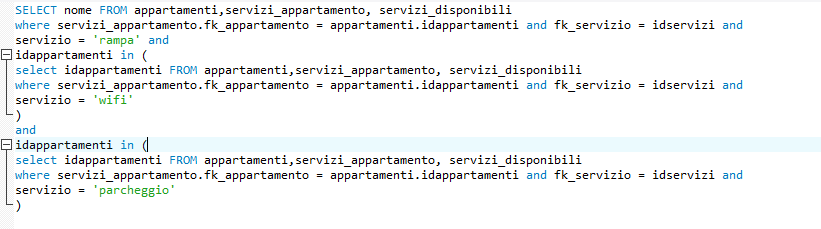 SELECT nome FROM appartamenti,servizi_appartamento, servizi_disponibili
where servizi_appartamento.fk_appartamento = appartamenti.idappartamenti and fk_servizio = idservizi and
servizio = 'rampa' and
idappartamenti in (
select idappartamenti FROM appartamenti,servizi_appartamento, servizi_disponibili
where servizi_appartamento.fk_appartamento = appartamenti.idappartamenti and fk_servizio = idservizi and
servizio = 'wifi'
)
and
idappartamenti in (
select idappartamenti FROM appartamenti,servizi_appartamento, servizi_disponibili
where servizi_appartamento.fk_appartamento = appartamenti.idappartamenti and fk_servizio = idservizi and
servizio = 'parcheggio'
)